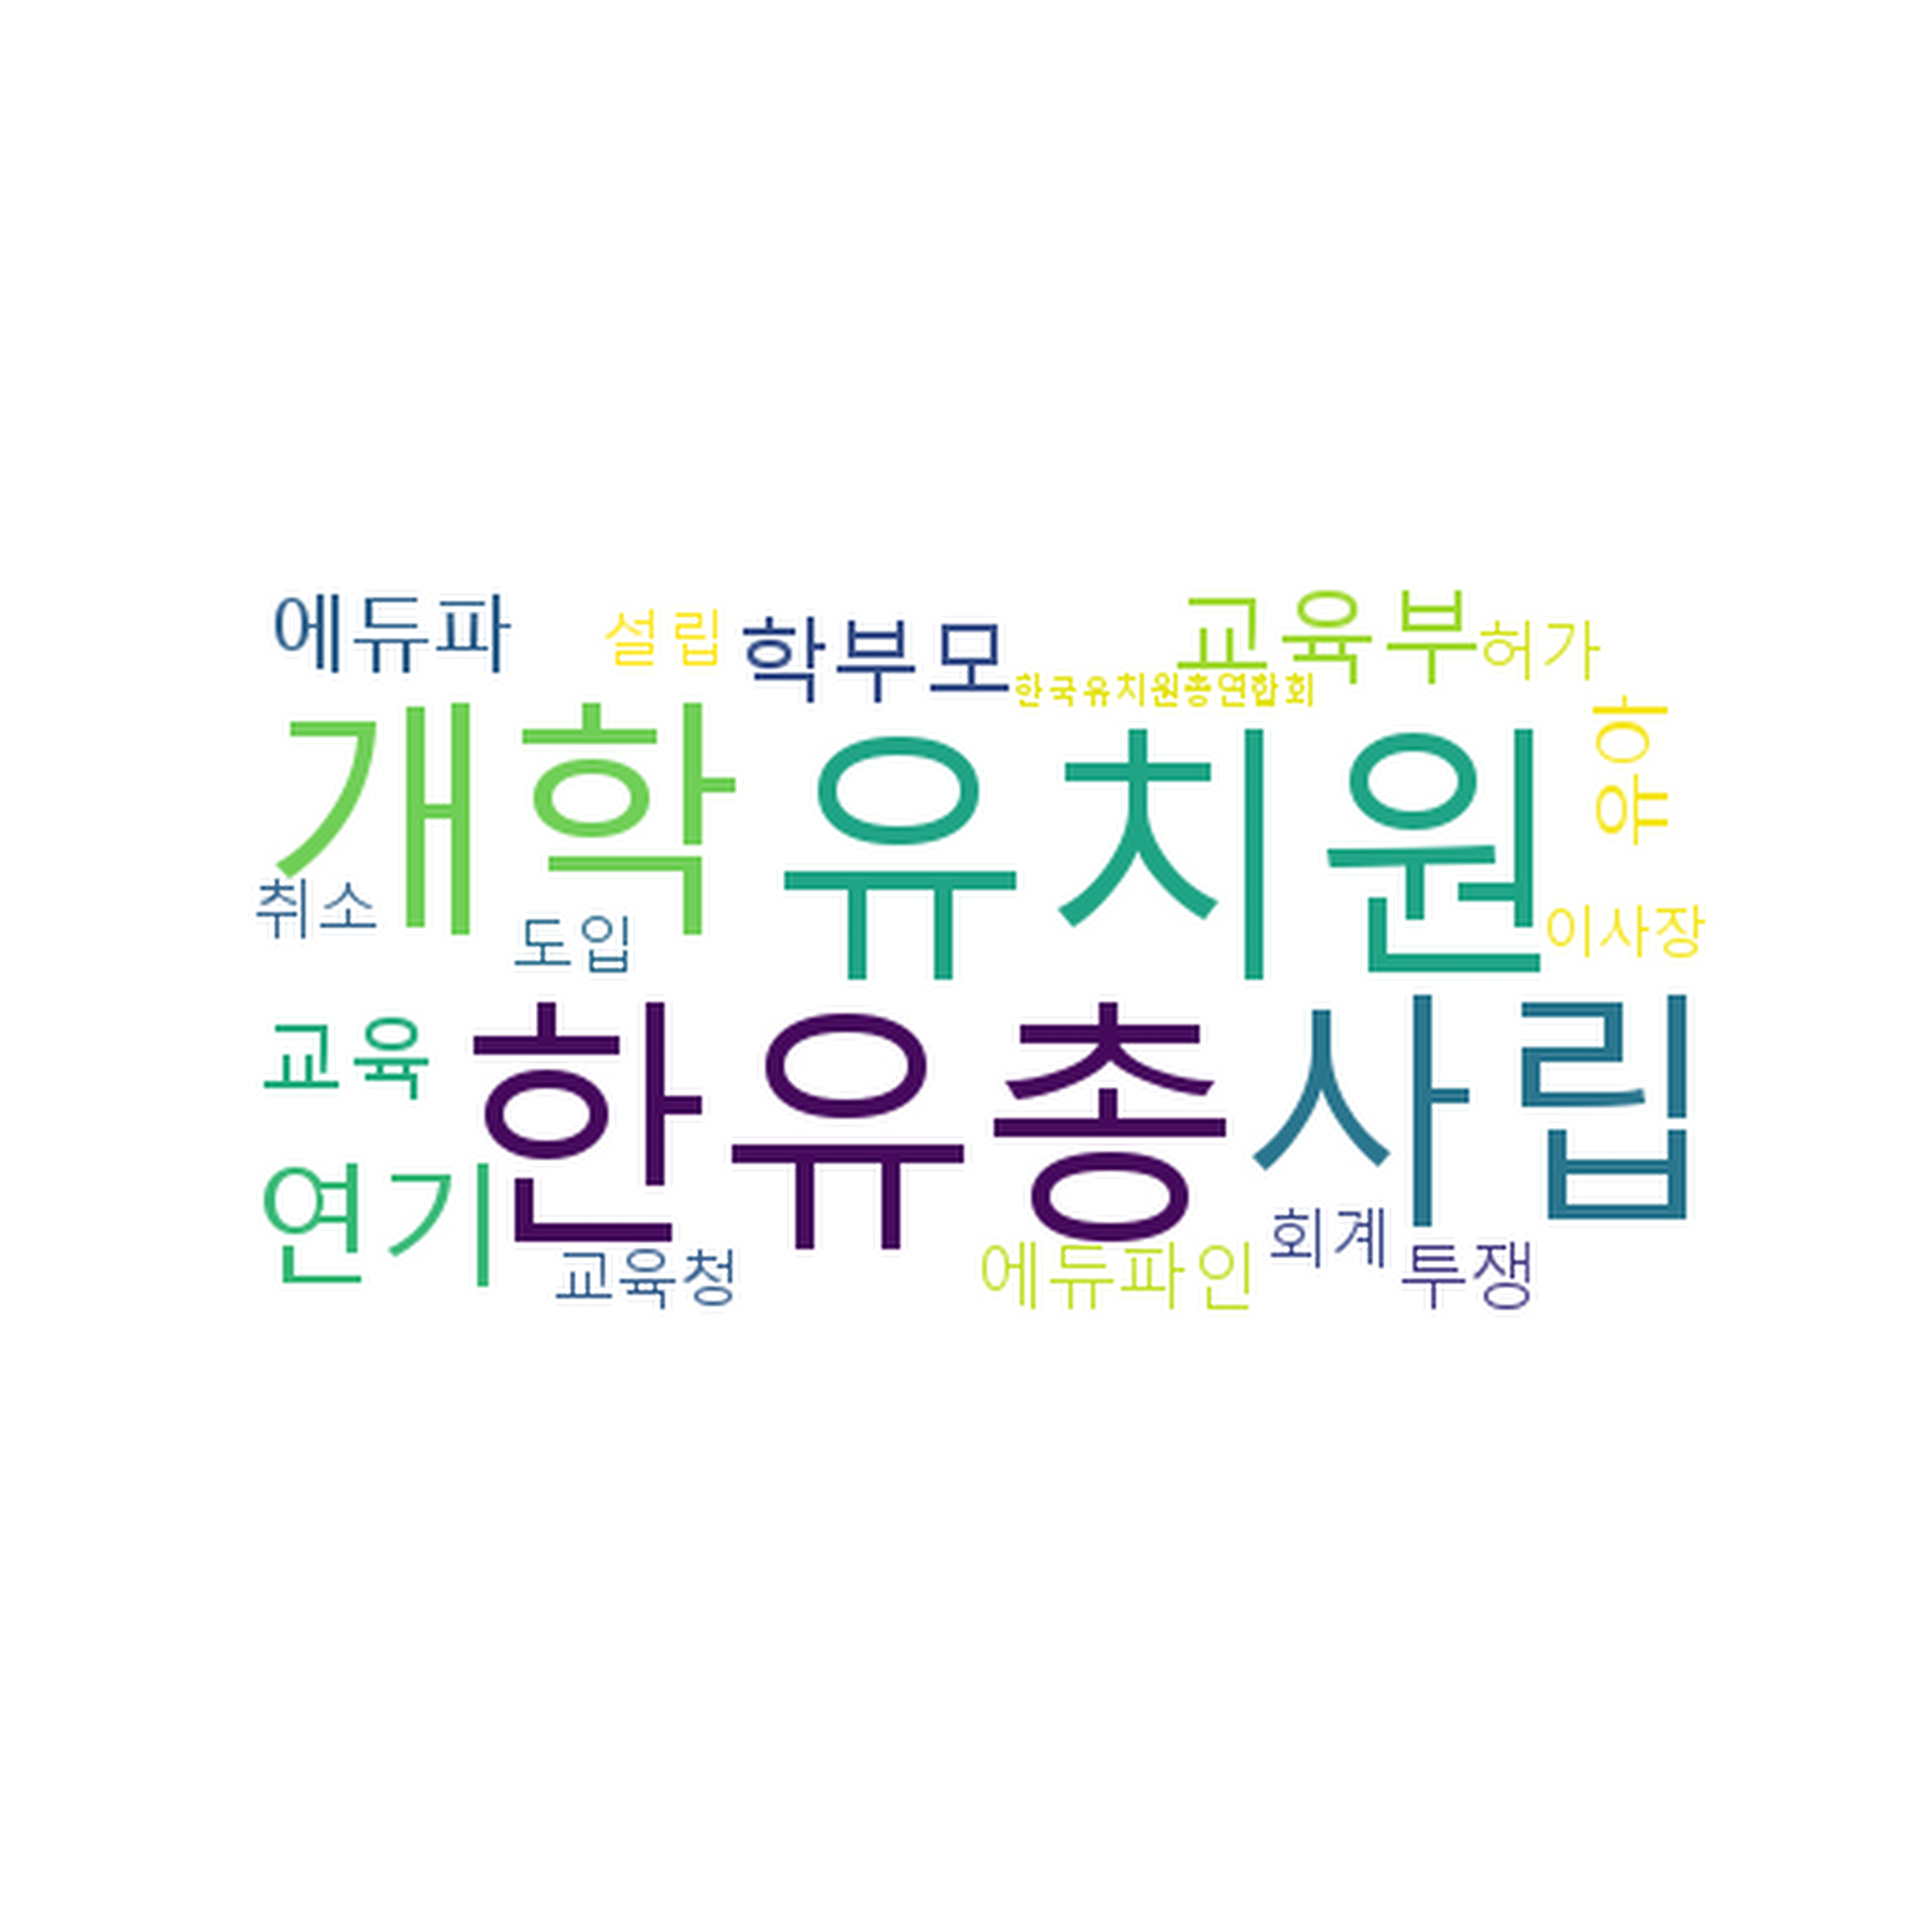 에듀파 설립 학부모 교육부 허가
한국유치원총연합회
개학 유치원 유아
취소 도입 이사장
교육 한유총 사립
연기 교육청 에듀파인 회계 투쟁